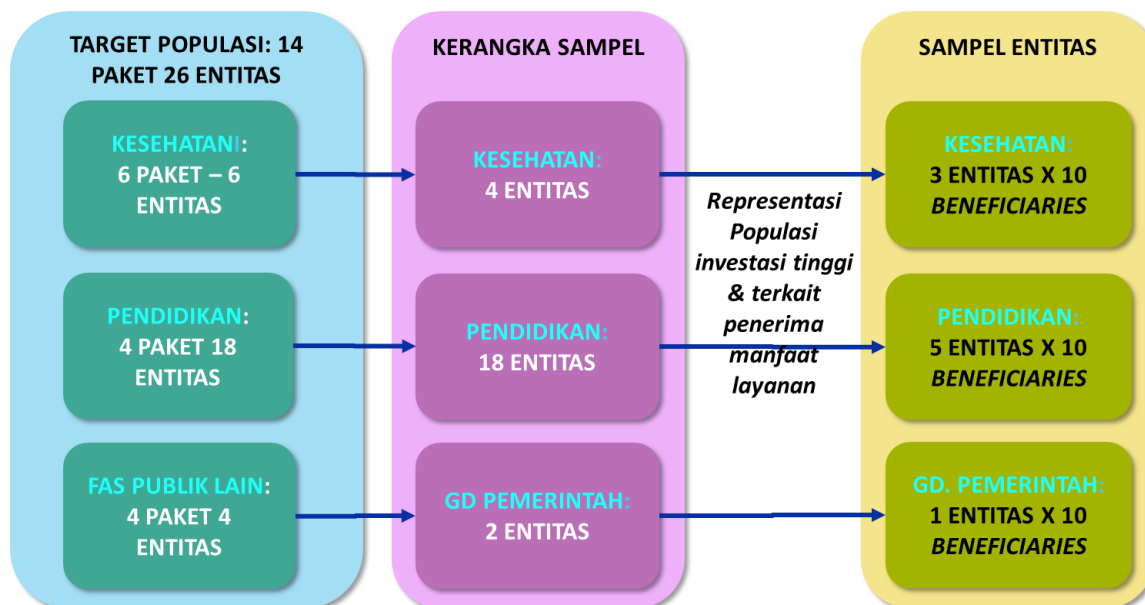 TARGET POPULASI: 14
PAKET 26 ENTITAS
KESEHATANI:
6 PAKET – 6
ENTITAS
PENDIDIKAN:
4 PAKET 18
ENTITAS
FAS PUBLIK LAIN:
4 PAKET 4
ENTITAS
KERANGKA SAMPEL
KESEHATAN:
4 ENTITAS
PENDIDIKAN:
18 ENTITAS
GD PEMERINTAH:
2 ENTITAS
Representasi
Populasi
investasi tinggi
& terkait
penerima
manfaat
layanan
SAMPEL ENTITAS
KESEHATAN:
3 ENTITAS X 10
BENEFICIARIES
PENDIDIKAN:
5 ENTITAS X 10
BENEFICIARIES
GD. PEMERINTAH:
1 ENTITAS X 10
BENEFICIARIES